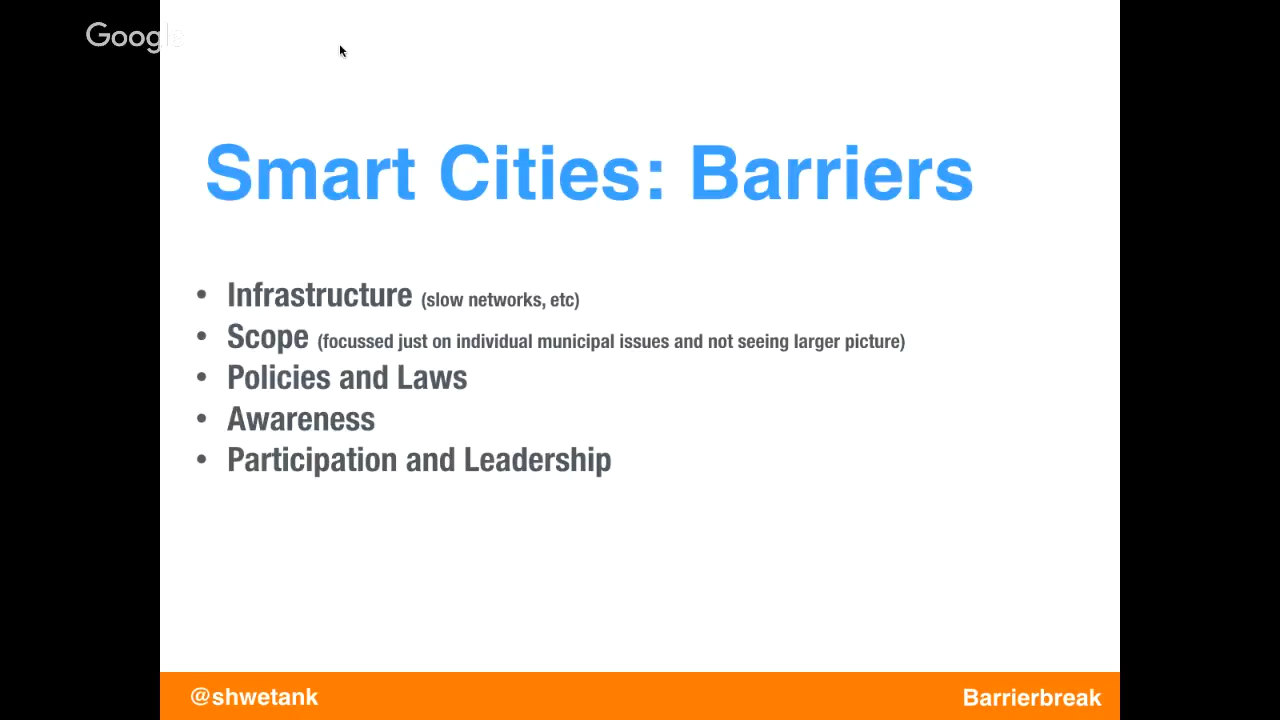 Google
Smart Cities: Barriers
• Infrastructure (slow networks, etc)
• Scope (focussed just on individual municipal issues and not seeing larger picture)
• Policies and Laws
• Awareness
• Participation and Leadership
@shwetank
Barrierbreak